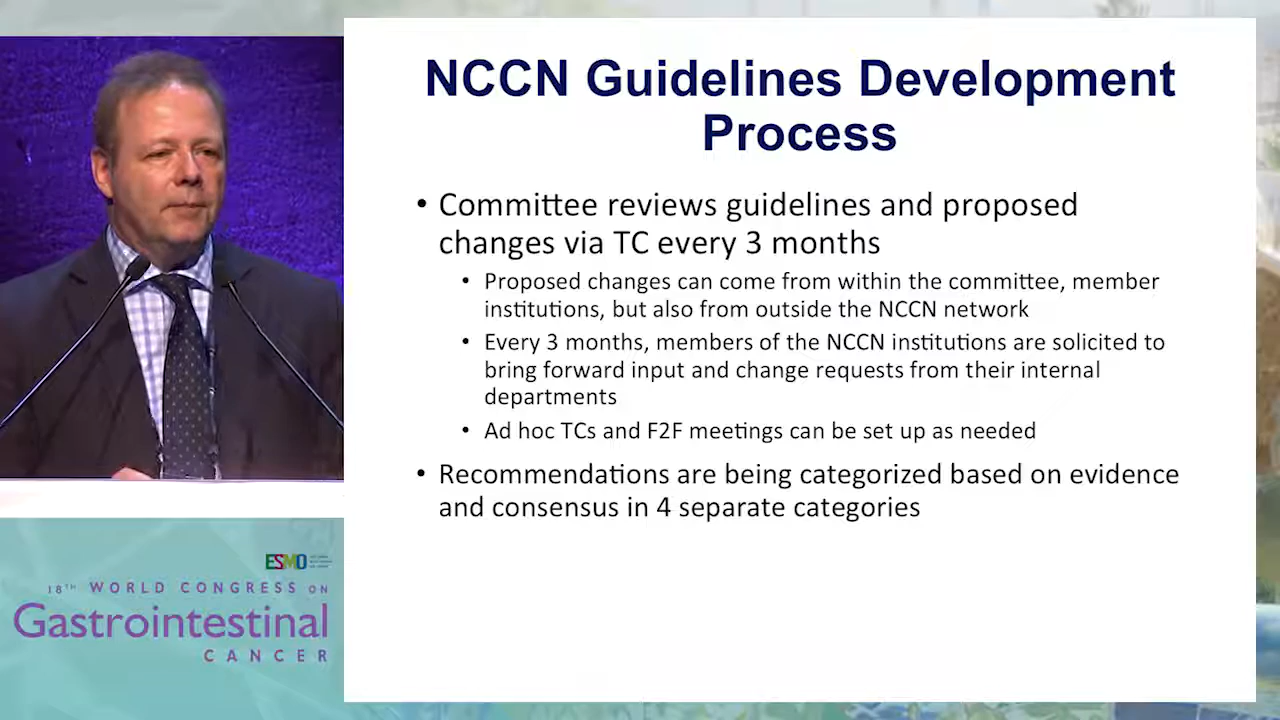 NCCN Guidelines Development
Process
• Committee reviews guidelines and proposed
changes via TC every 3 months
• Proposed changes can come from within the committee, member
institutions, but also from outside the NCCN network
• Every 3 months, members of the NCCN institutions are solicited to
bring forward input and change requests from their internal
departments
• Ad hoc TCs and F2F meetings can be set up as needed
• Recommendations are being categorized based on evidence
and consensus in 4 separate categories
ESMO
18TH WORLD CONGRESS ON
Gastrointestinal
CANCER